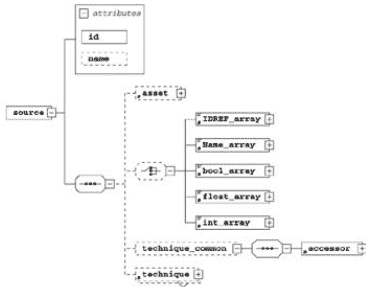 attributes
id
name
source
asset
IDREF_array
Name_array
bool_array
float_array
int_array
technique_common
accessor
technique